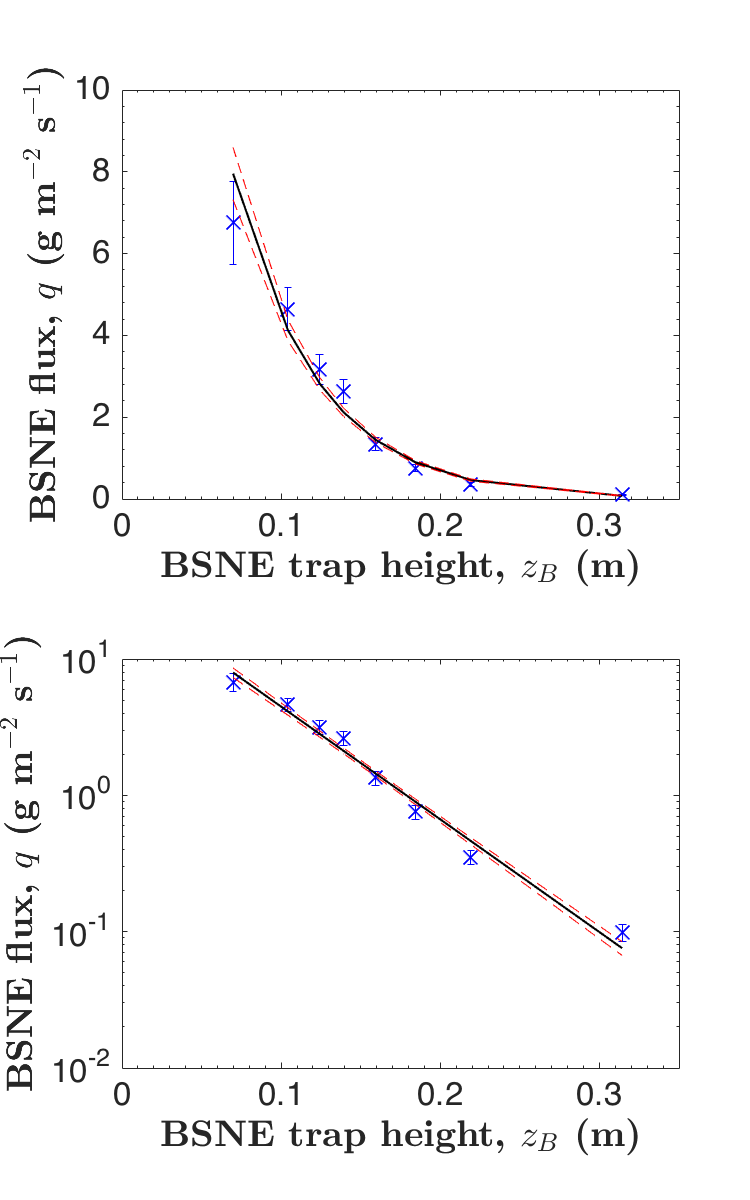 10
8
6
4
2
0
0 0.1 0.2 0.3
BSNE flux, q (g m⁻² s⁻¹)
BSNE trap height, z_B (m)
10¹
10⁰
10⁻¹
10⁻²
0 0.1 0.2 0.3
BSNE flux, q (g m⁻² s⁻¹)
BSNE trap height, z_B (m)